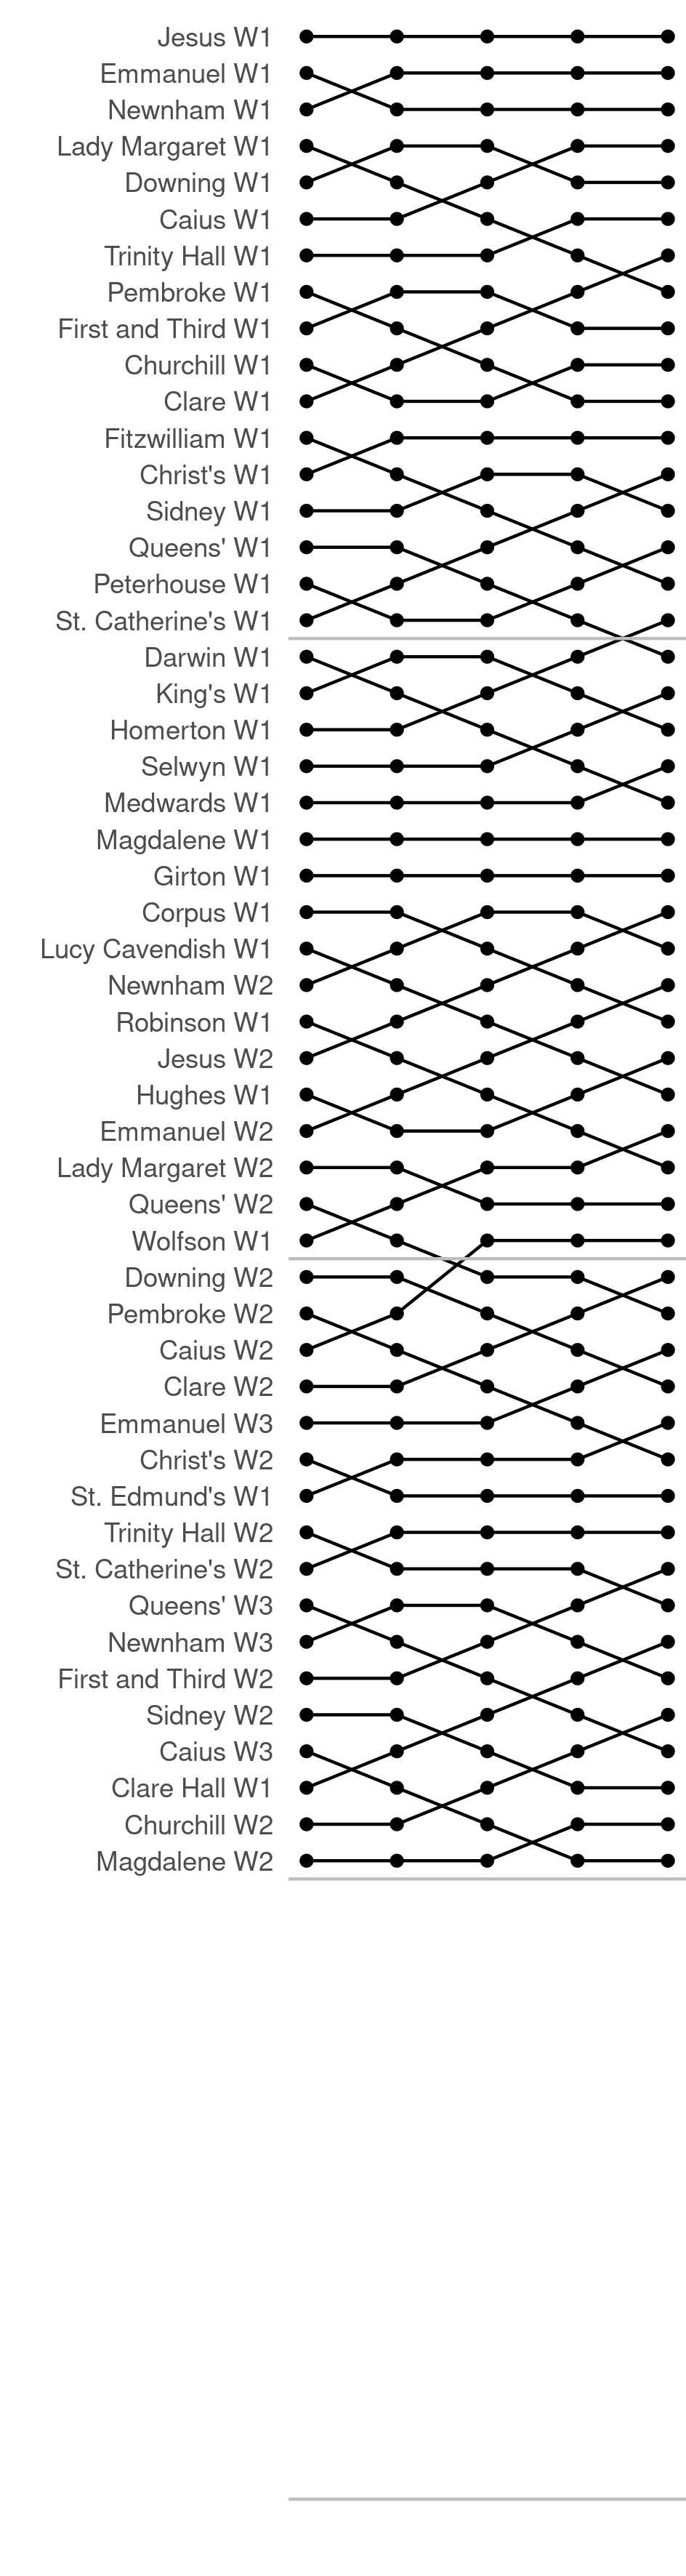 Jesus W1
Emmanuel W1
Newnham W1
Lady Margaret W1
Downing W1
Caius W1
Trinity Hall W1
Pembroke W1
First and Third W1
Churchill W1
Clare W1
Fitzwilliam W1
Christ's W1
Sidney W1
Queens' W1
Peterhouse W1
St. Catherine's W1
Darwin W1
King's W1
Homerton W1
Selwyn W1
Medwards W1
Magdalene W1
Girton W1
Corpus W1
Lucy Cavendish W1
Newnham W2
Robinson W1
Jesus W2
Hughes W1
Emmanuel W2
Lady Margaret W2
Queens' W2
Wolfson W1
Downing W2
Pembroke W2
Caius W2
Clare W2
Emmanuel W3
Christ's W2
St. Edmund's W1
Trinity Hall W2
St. Catherine's W2
Queens' W3
Newnham W3
First and Third W2
Sidney W2
Caius W3
Clare Hall W1
Churchill W2
Magdalene W2